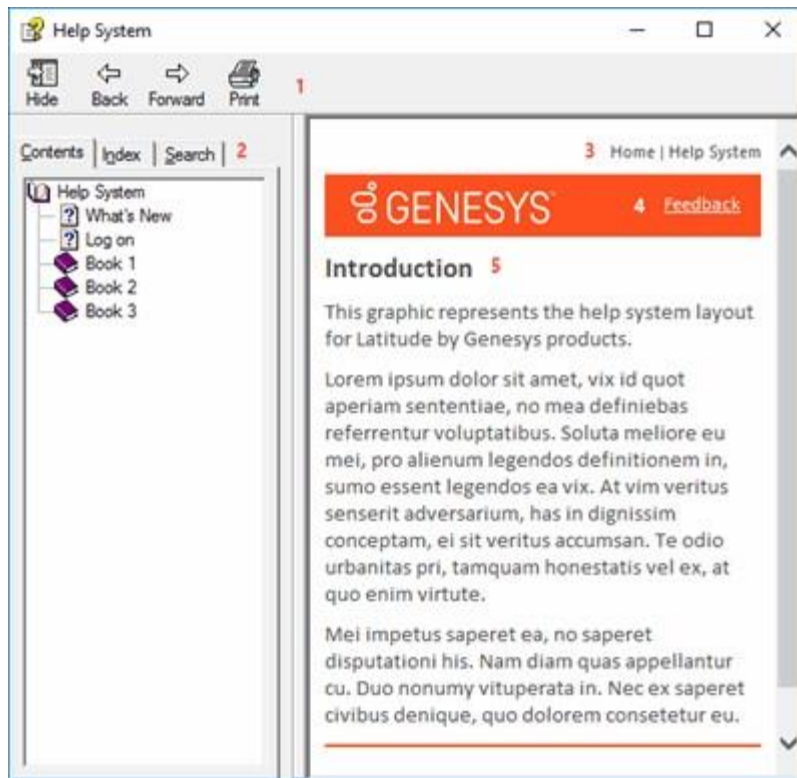 Help System
Hide Back Forward Print 1
Contents Index Search 2
Help System
What's New
Log on
Book 1
Book 2
Book 3
3 Home | Help System
GENESYS 4 Feedback
Introduction 5
This graphic represents the help system layout
for Latitude by Genesys products.
Lorem ipsum dolor sit amet, vix id quot
aperiam sententiae, no mea definiebas
referrentur voluptatibus. Soluta meliore eu
mei, pro alienum legendos definitionem in,
sumo essent legendos ea vix. At vim veritus
senserit adversarium, has in dignissim
conceptam, ei sit veritus accumsan. Te odio
urbanitas pri, tamquam honestatis vel ex, at
quo enim virtute.
Mei impetus saperet ea, no saperet
disputationi his. Nam diam quas appellantur
cu. Duo nonumy vituperata in. Nec ex saperet
civibus denique, quo dolorem consetetur eu.